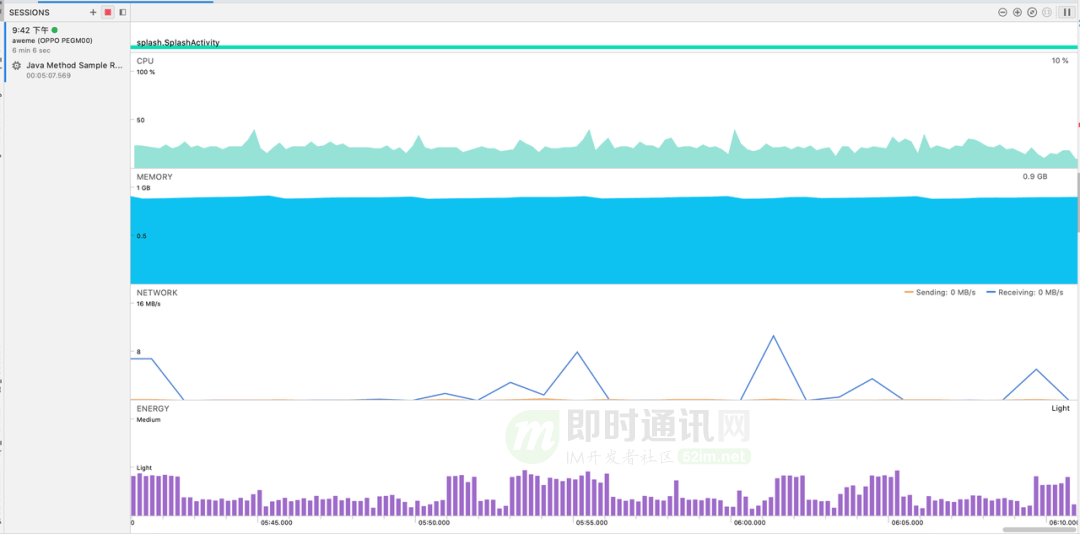 SESSIONS
9:42 下午
aweme (OPPO PEGM00)
6 min 6 sec
Java Method Sample R...
00:05:07.569
splash.SplashActivity
CPU
10 %
100 %
50
MEMORY
0.9 GB
1 GB
0.5
NETWORK
Sending: 0 MB/s
Receiving: 0 MB/s
16 MB/s
8
ENERGY
Light
Medium
Light
即时通讯网
IM开发者社区 52im.net
0
05:45.000
05:50.000
05:55.000
06:00.000
06:05.000
06:10.000